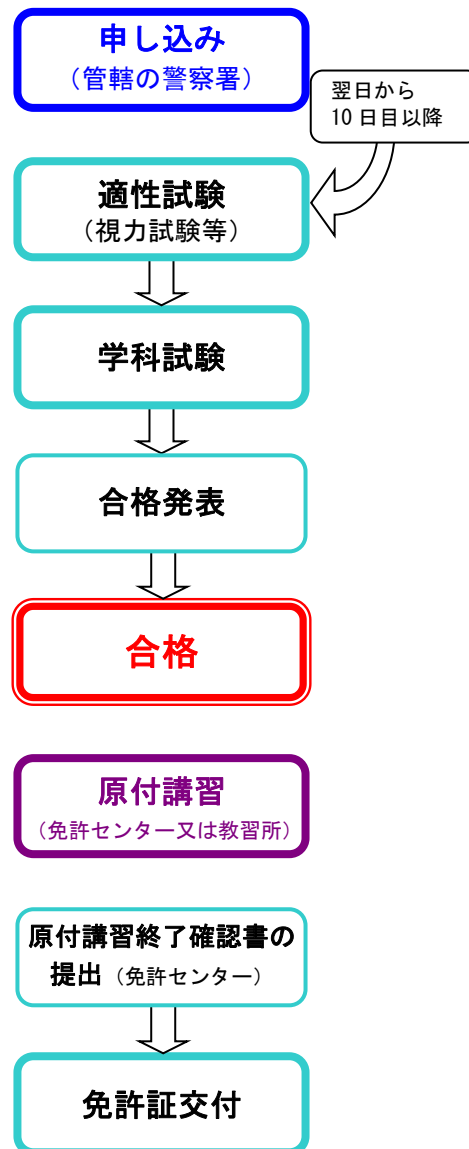 申し込み
（管轄の警察署）
翌日から
10日目以降
適性試験
（視力試験等）
学科試験
合格発表
合格
原付講習
（免許センター又は教習所）
原付講習終了確認書の
提出（免許センター）
免許証交付